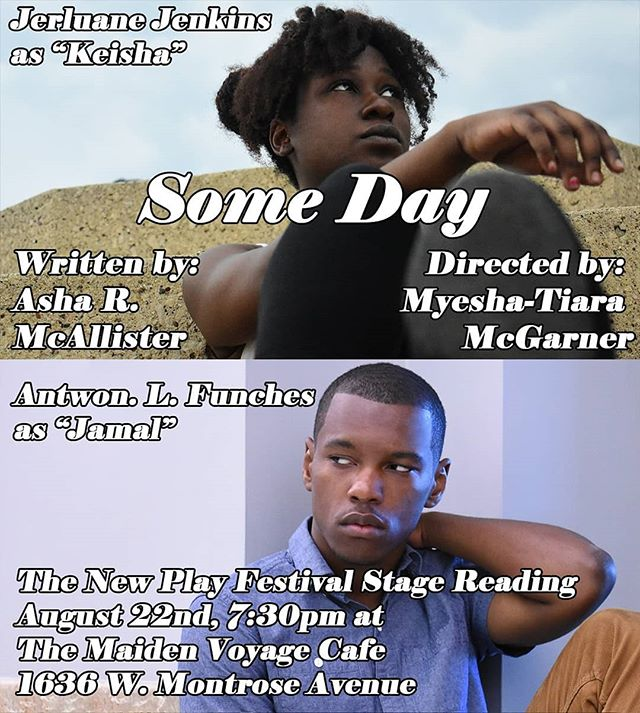 Jerluane Jenkins
as “Keisha”
Some Day
Written by:
Asha R.
McAllister
Directed by:
Myesha-Tiara
McGarner
Antwon. L. Funches
as “Jamal”
The New Play Festival Stage Reading
August 22nd, 7:30pm at
The Maiden Voyage Cafe
1636 W. Montrose Avenue